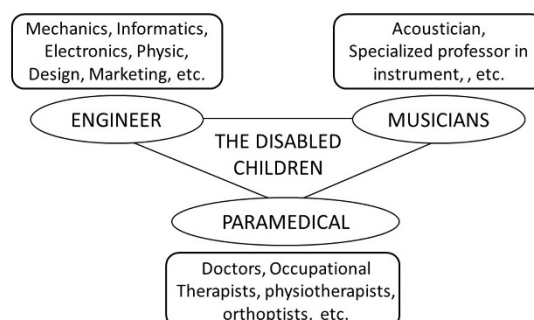 Mechanics, Informatics,
Electronics, Physic,
Design, Marketing, etc.
Acoustician,
Specialized professor in
instrument, , etc.
ENGINEER
MUSICIANS
THE DISABLED
CHILDREN
PARAMEDICAL
Doctors, Occupational
Therapists, physiotherapists,
orthoptists, etc.